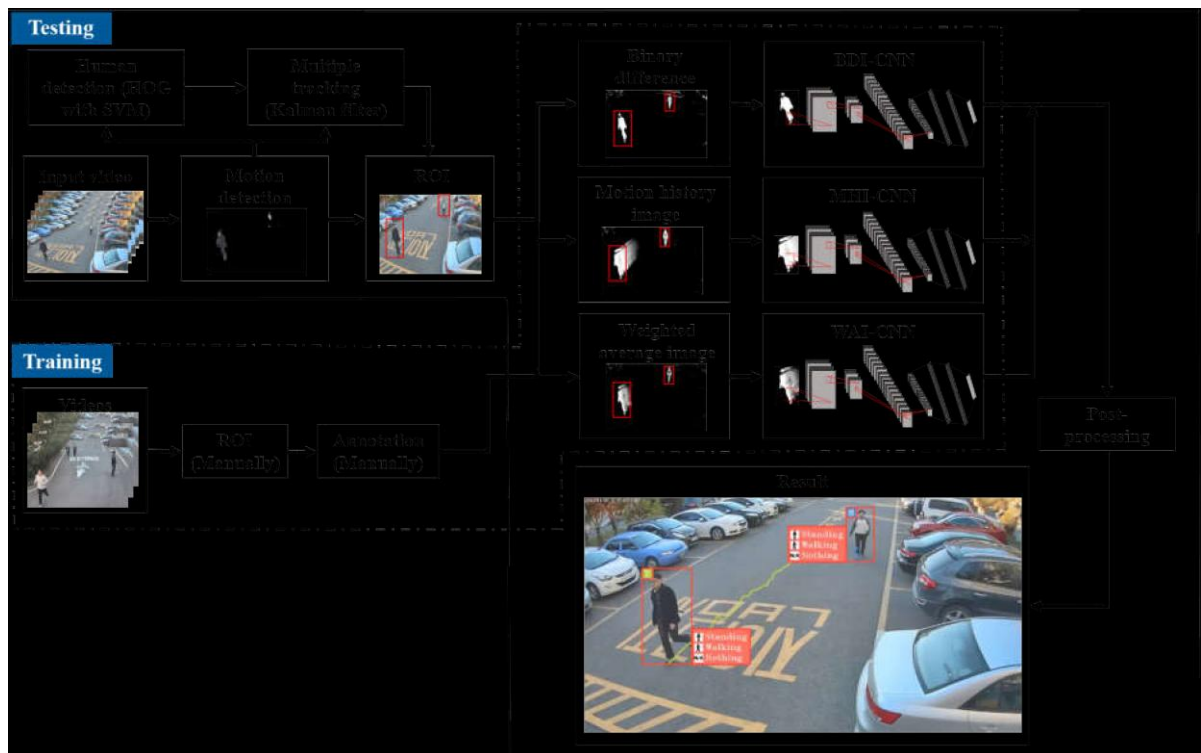 Testing
Human
detection (HOG
with SVM)
Multiple
tracking
(Kalman filter)
Input video
Motion
detection
ROI
Binary
difference
BDI-CNN
Motion history
image
MHI-CNN
Weighted
average image
WAI-CNN
Training
Videos
ROI
(Manually)
Annotation
(Manually)
Post-
processing
Result
Standing
Walking
Nothing
Standing
Walking
Nothing